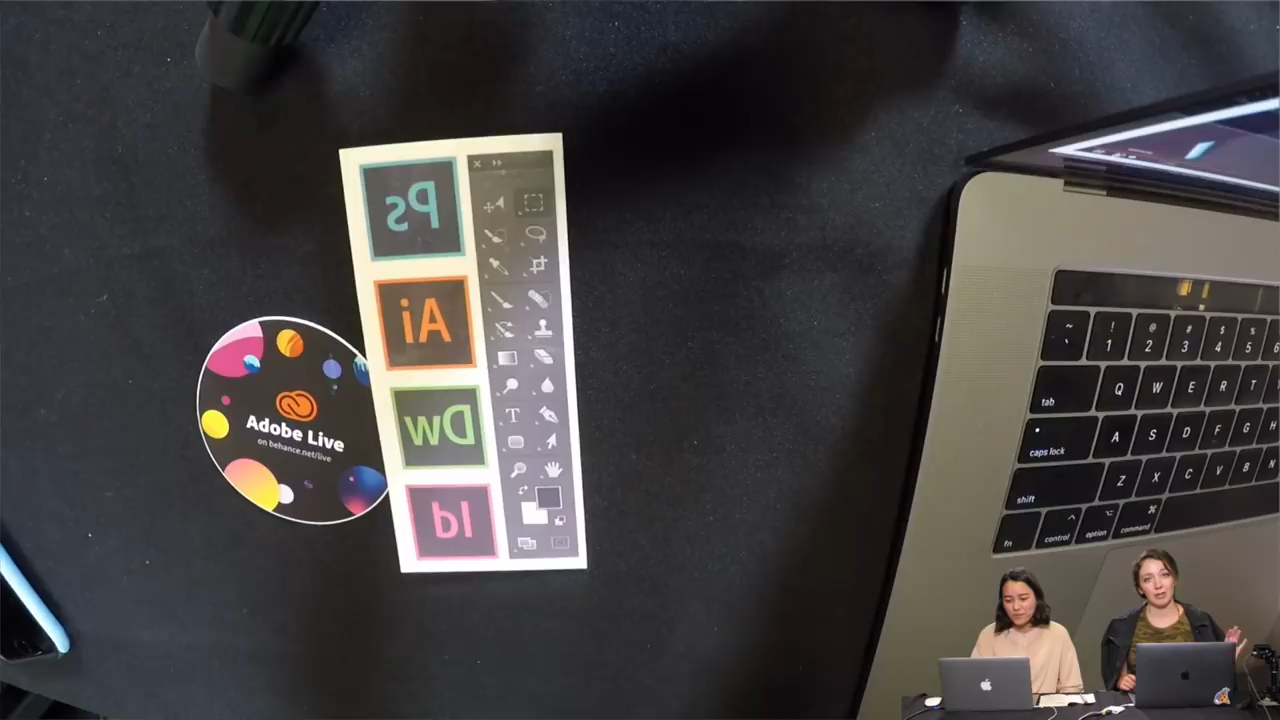 Ps
Ai
Dw
Id
T
Adobe Live
on behance.net/live
~
`
!
1
@
2
#
3
$
4
%
5
6
tab
Q
W
E
R
T
caps lock
A
S
D
F
G
H
shift
Z
X
C
V
B
N
fn
control
option
command